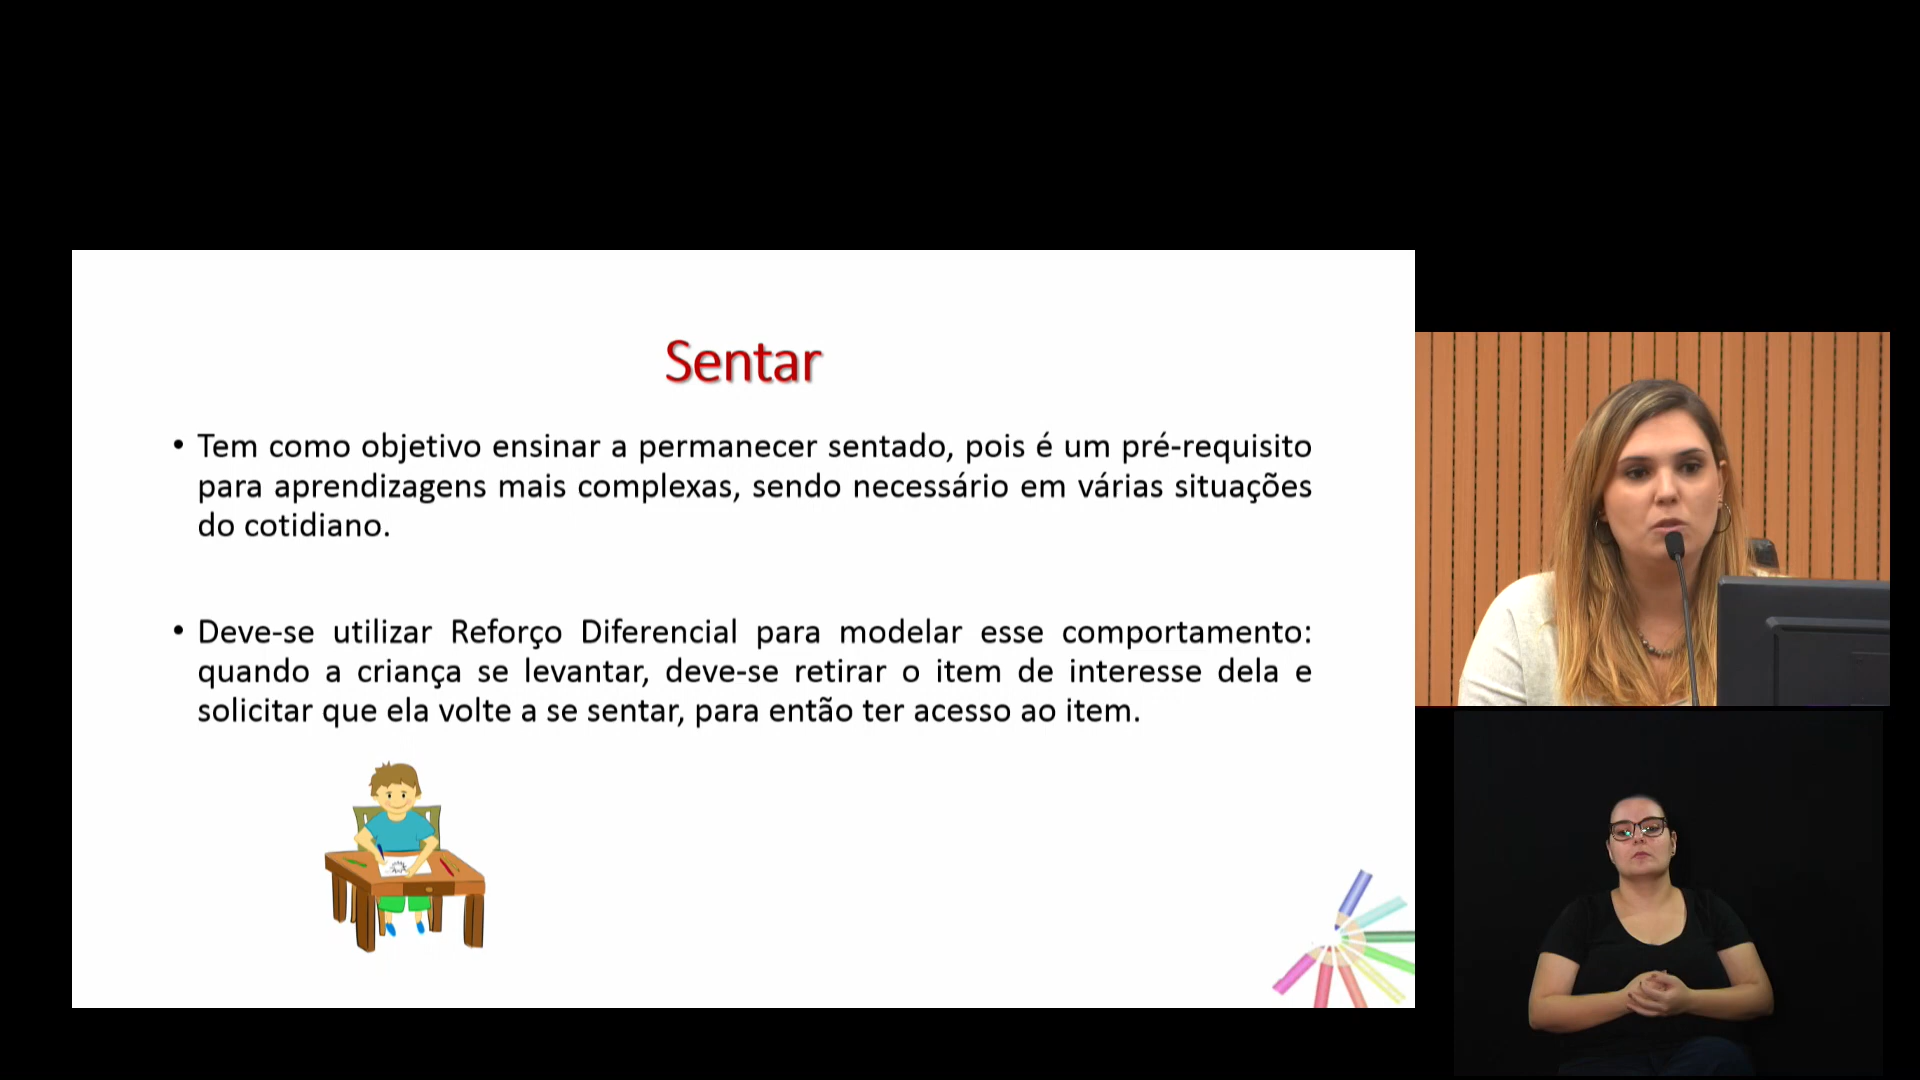 Sentar
• Tem como objetivo ensinar a permanecer sentado, pois é um pré-requisito
para aprendizagens mais complexas, sendo necessário em várias situações
do cotidiano.
• Deve-se utilizar Reforço Diferencial para modelar esse comportamento:
quando a criança se levantar, deve-se retirar o item de interesse dela e
solicitar que ela volte a se sentar, para então ter acesso ao item.